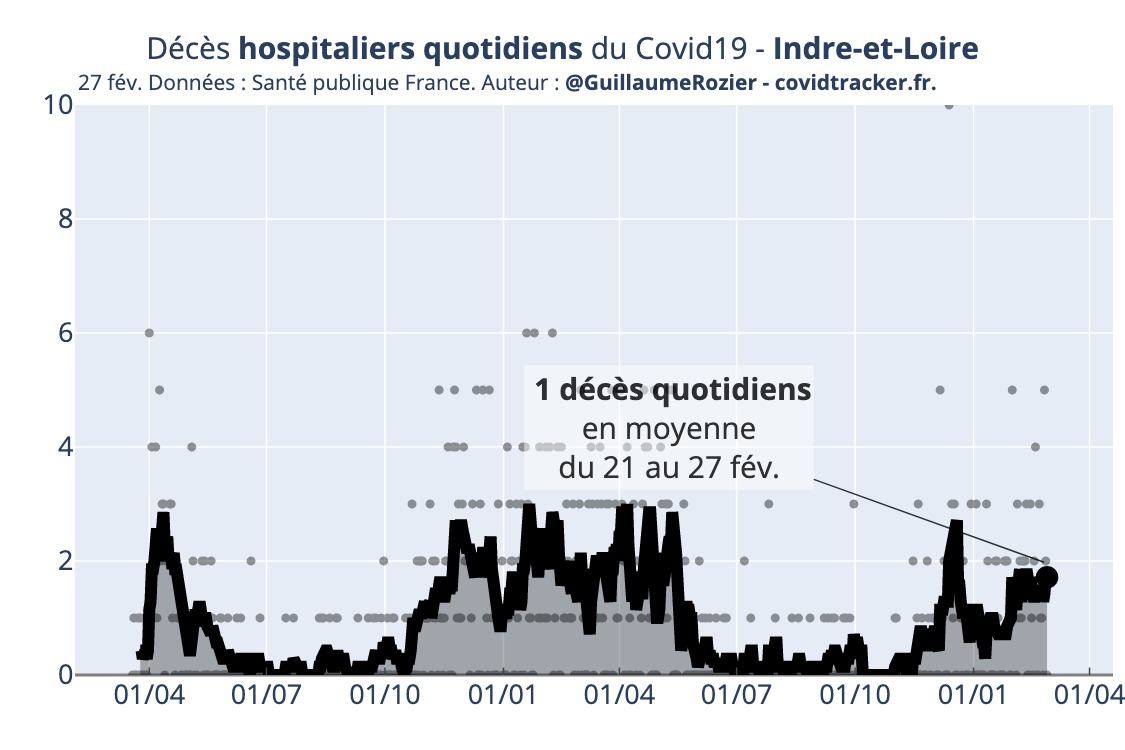 Décès hospitaliers quotidiens du Covid19 - Indre-et-Loire
27 fév. Données : Santé publique France. Auteur : @GuillaumeRozier - covidtracker.fr.
10
8
6
1 décès quotidiens
en moyenne
4
du 21 au 27 fév.
2
0
01/04 01/07 01/10 01/01 01/04 01/07 01/10 01/01 01/04